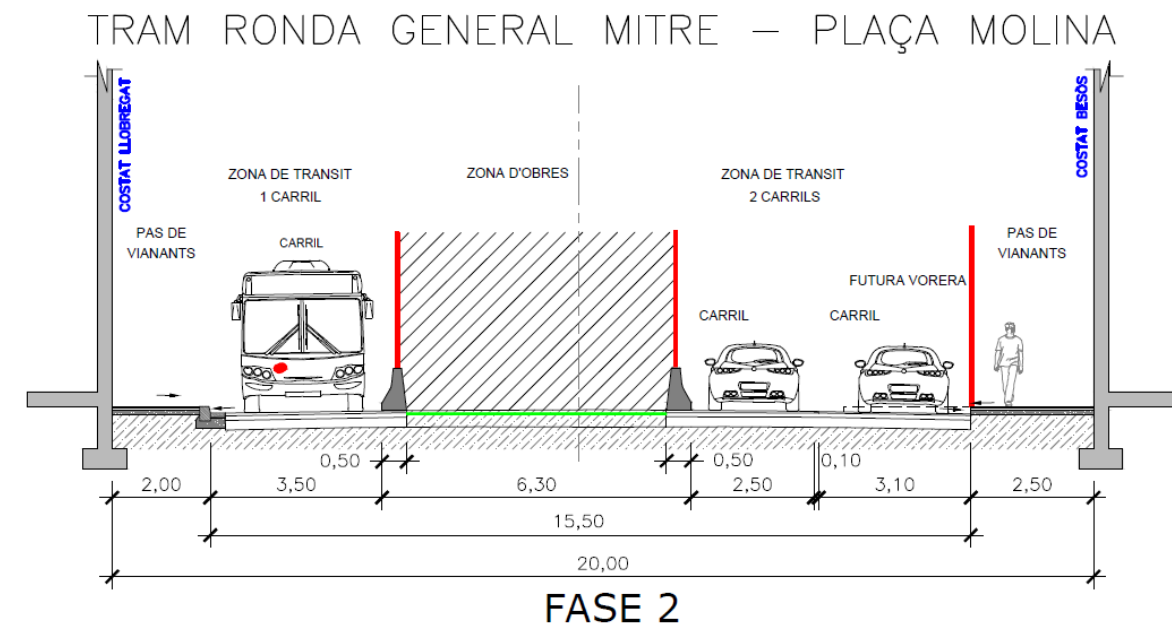 TRAM RONDA GENERAL MITRE – PLAÇA MOLINA
COSTAT LLOBREGAT
COSTAT BESÒS
ZONA DE TRANSIT
1 CARRIL
ZONA D'OBRES
ZONA DE TRANSIT
2 CARRILS
PAS DE
VIANANTS
CARRIL
PAS DE
VIANANTS
FUTURA VORERA
CARRIL
CARRIL
0,50
0,50
0,10
2,00
3,50
6,30
2,50
3,10
2,50
15,50
20,00
FASE 2